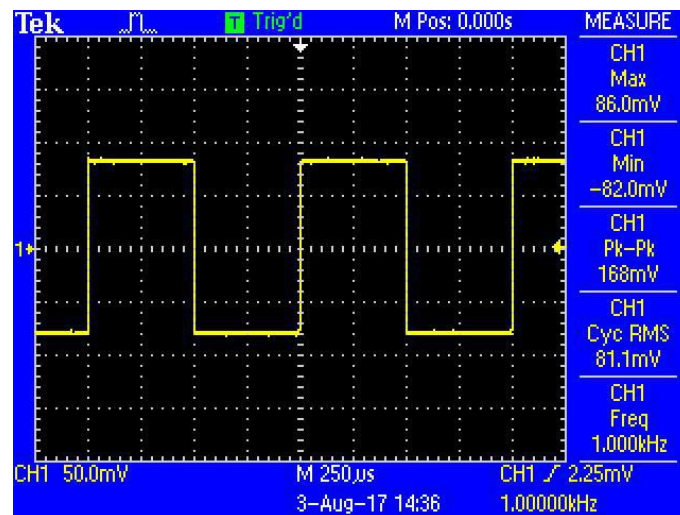 Tek T Trig'd M Pos: 0.000s MEASURE
CH1
Max
86.0mV
CH1
Min
-82.0mV
1
CH1
Pk-Pk
168mV
CH1
Cyc RMS
81.1mV
CH1
Freq
1.000kHz
CH1 50.0mV M 250µs CH1 2.25mV
3-Aug-17 14:36 1.00000kHz